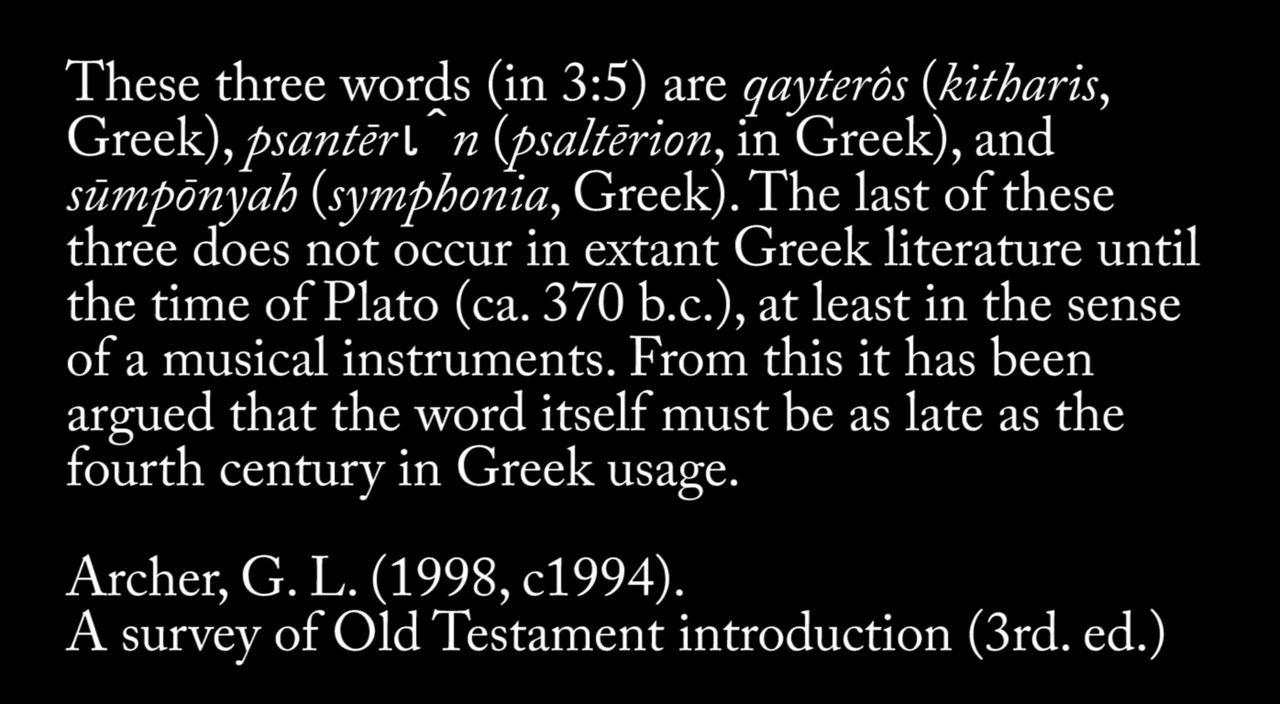 These three words (in 3:5) are qayterôs (kitharis,
Greek), psantērɩ̂n (psaltērion, in Greek), and
sūmpōnyah (symphonia, Greek). The last of these
three does not occur in extant Greek literature until
the time of Plato (ca. 370 b.c.), at least in the sense
of a musical instruments. From this it has been
argued that the word itself must be as late as the
fourth century in Greek usage.
Archer, G. L. (1998, c1994).
A survey of Old Testament introduction (3rd. ed.)